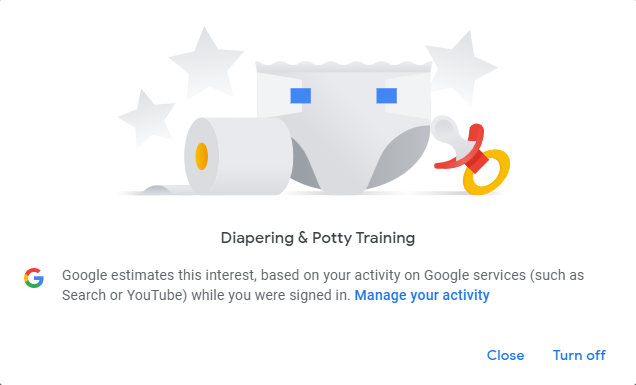 Diapering & Potty Training
Google estimates this interest, based on your activity on Google services (such as
Search or YouTube) while you were signed in. Manage your activity
Close Turn off